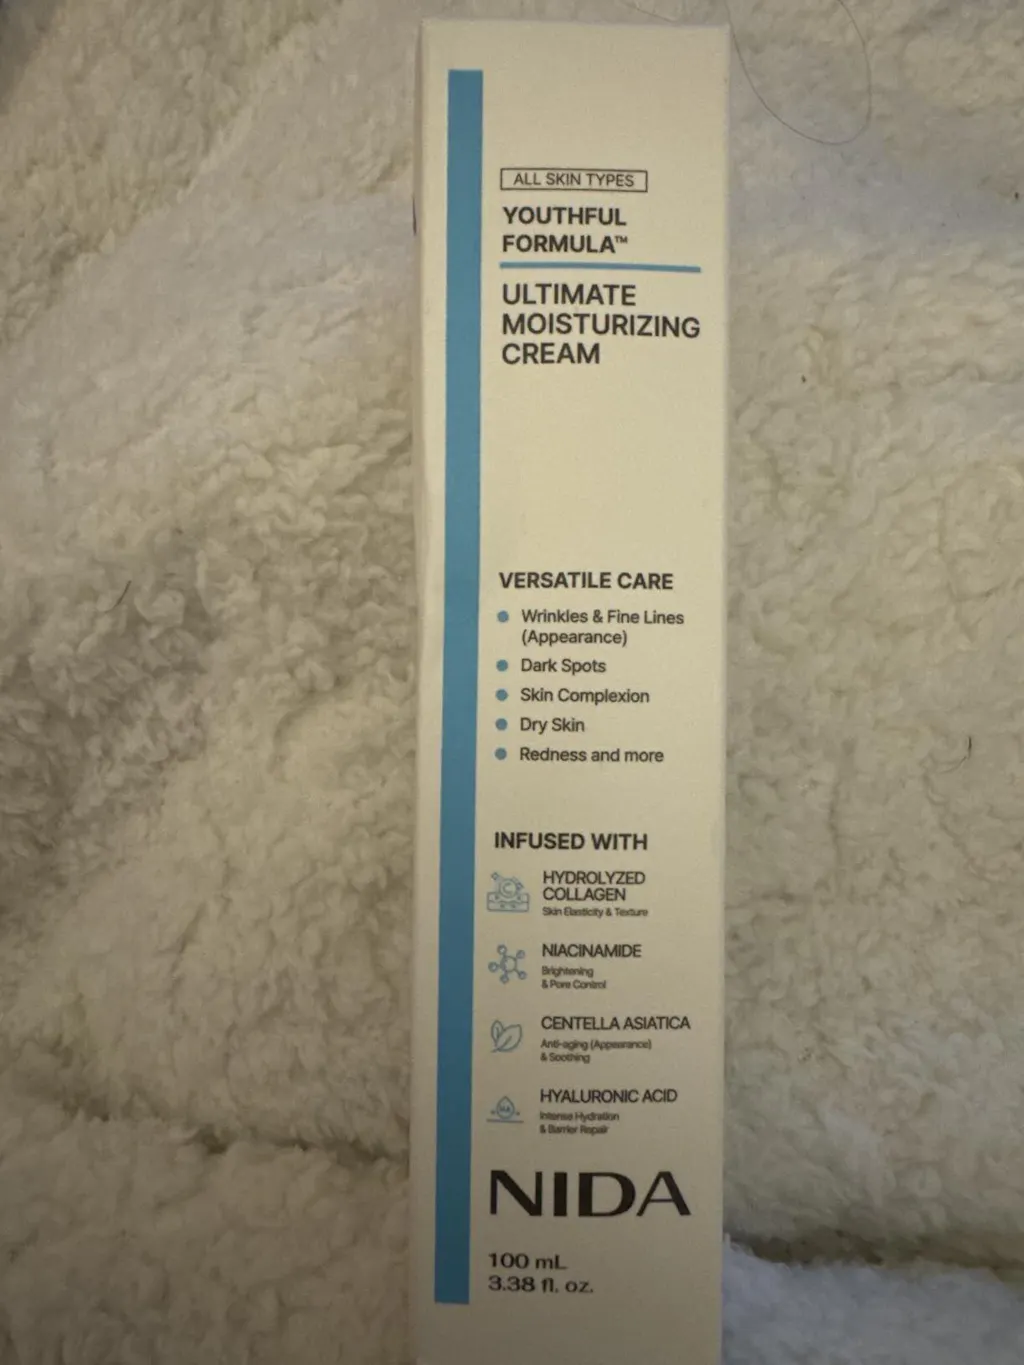 ALL SKIN TYPES
YOUTHFUL
FORMULA™
ULTIMATE
MOISTURIZING
CREAM
VERSATILE CARE
Wrinkles & Fine Lines
(Appearance)
Dark Spots
Skin Complexion
Dry Skin
Redness and more
INFUSED WITH
HYDROLYZED
COLLAGEN
Skin Elasticity & Texture
NIACINAMIDE
Brightening
& Pore Control
CENTELLA ASIATICA
Anti-aging (Appearance)
& Soothing
HYALURONIC ACID
Intense Hydration
& Barrier Repair
NIDA
100 mL
3.38 fl. oz.